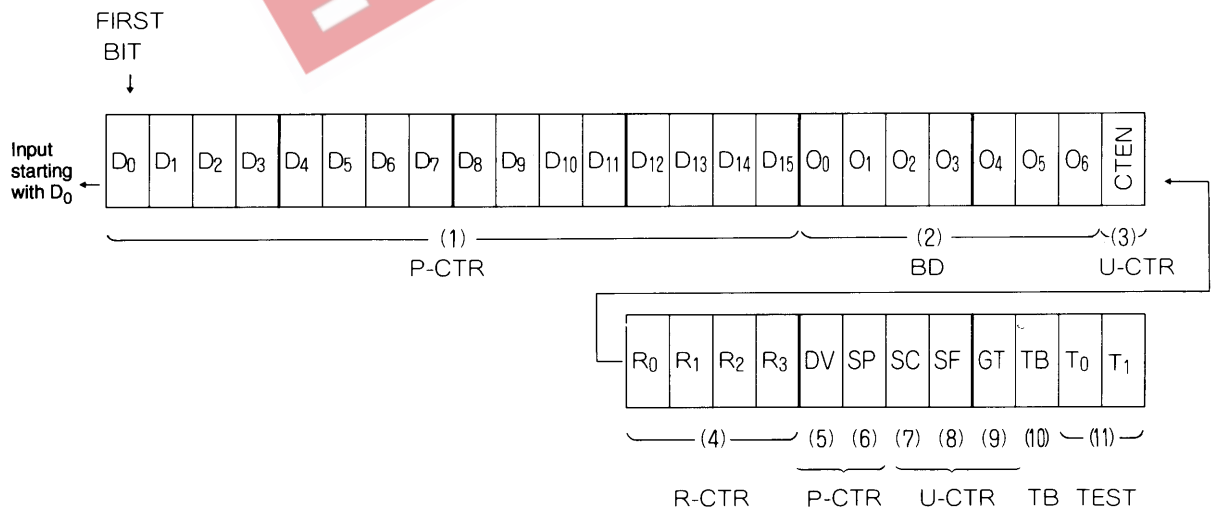 FIRST
BIT
↓
Input
starting
with D₀
←
D₀ D₁ D₂ D₃ D₄ D₅ D₆ D₇ D₈ D₉ D₁₀ D₁₁ D₁₂ D₁₃ D₁₄ D₁₅ O₀ O₁ O₂ O₃ O₄ O₅ O₆ CTEN
(1) (2) (3)
P-CTR BD U-CTR
R₀ R₁ R₂ R₃ DV SP SC SF GT TB T₀ T₁
(4) (5) (6) (7) (8) (9) (10) (11)
R-CTR P-CTR U-CTR TB TEST